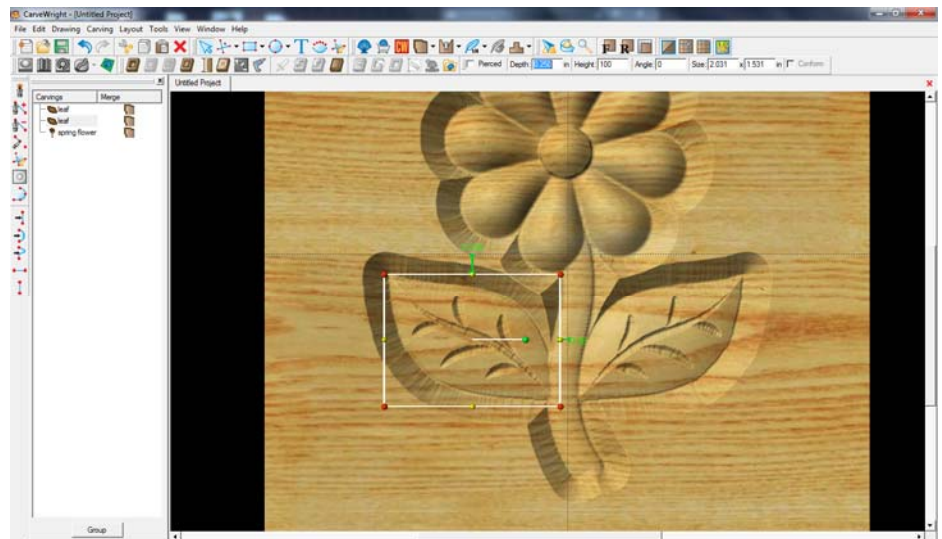 CarveWright - [Untitled Project]
File Edit Drawing Carving Layout Tools View Window Help
T CW F R
Pierced Depth: 0.250 in Height: 100 Angle: 0 Size: 2.031 x 1.531 in Conform
Untitled Project
Carvings Merge
leaf
leaf
spring flower
Group